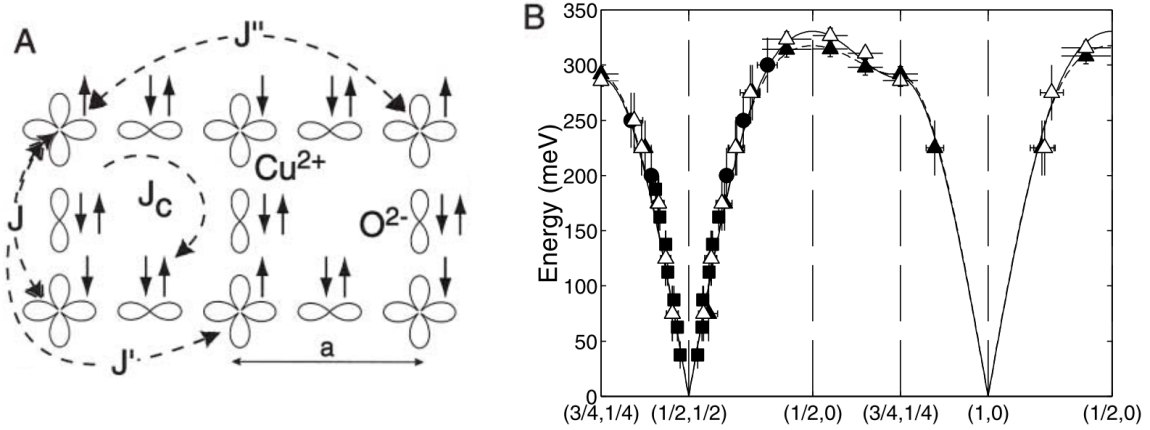 A
J"
Cu2+
Jc
J
O2-
J'
a
B
Energy (meV)
350
300
250
200
150
100
50
0
(3/4,1/4) (1/2,1/2) (1/2,0) (3/4,1/4) (1,0) (1/2,0)